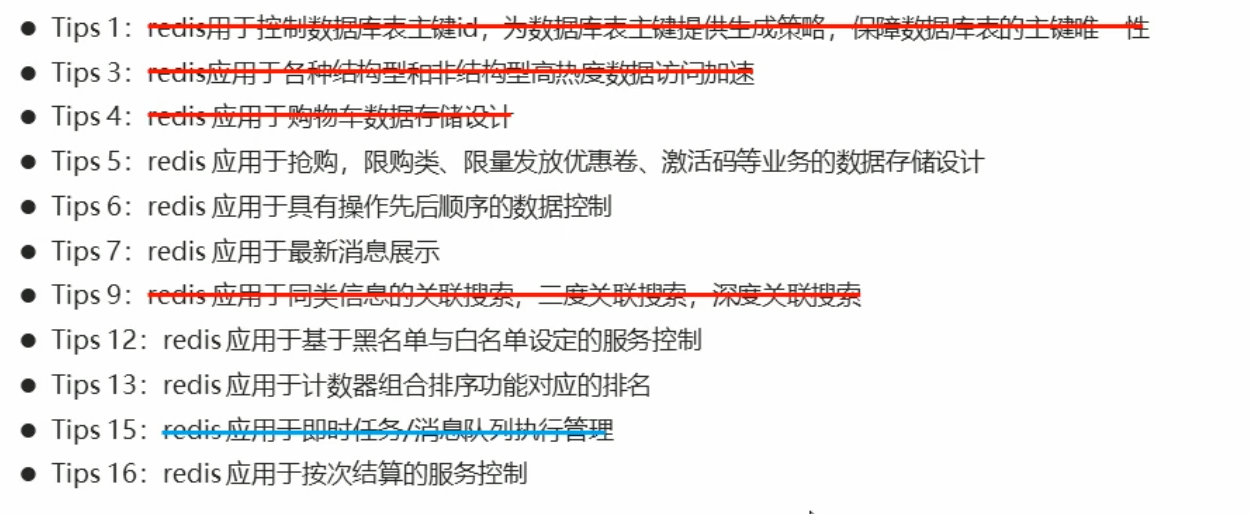 ● Tips 1：redis用于控制数据库表主键id，为数据库表主键提供生成策略，保障数据库表的主键唯一性
● Tips 3：redis应用于各种结构型和非结构型高热度数据访问加速
● Tips 4：redis 应用于购物车数据存储设计
● Tips 5：redis 应用于抢购，限购类、限量发放优惠卷、激活码等业务的数据存储设计
● Tips 6：redis 应用于具有操作先后顺序的数据控制
● Tips 7：redis 应用于最新消息展示
● Tips 9：redis 应用于同类信息的关联搜索，二度关联搜索，深度关联搜索
● Tips 12：redis 应用于基于黑名单与白名单设定的服务控制
● Tips 13：redis 应用于计数器组合排序功能对应的排名
● Tips 15：redis 应用于即时任务/消息队列执行管理
● Tips 16：redis 应用于按次结算的服务控制